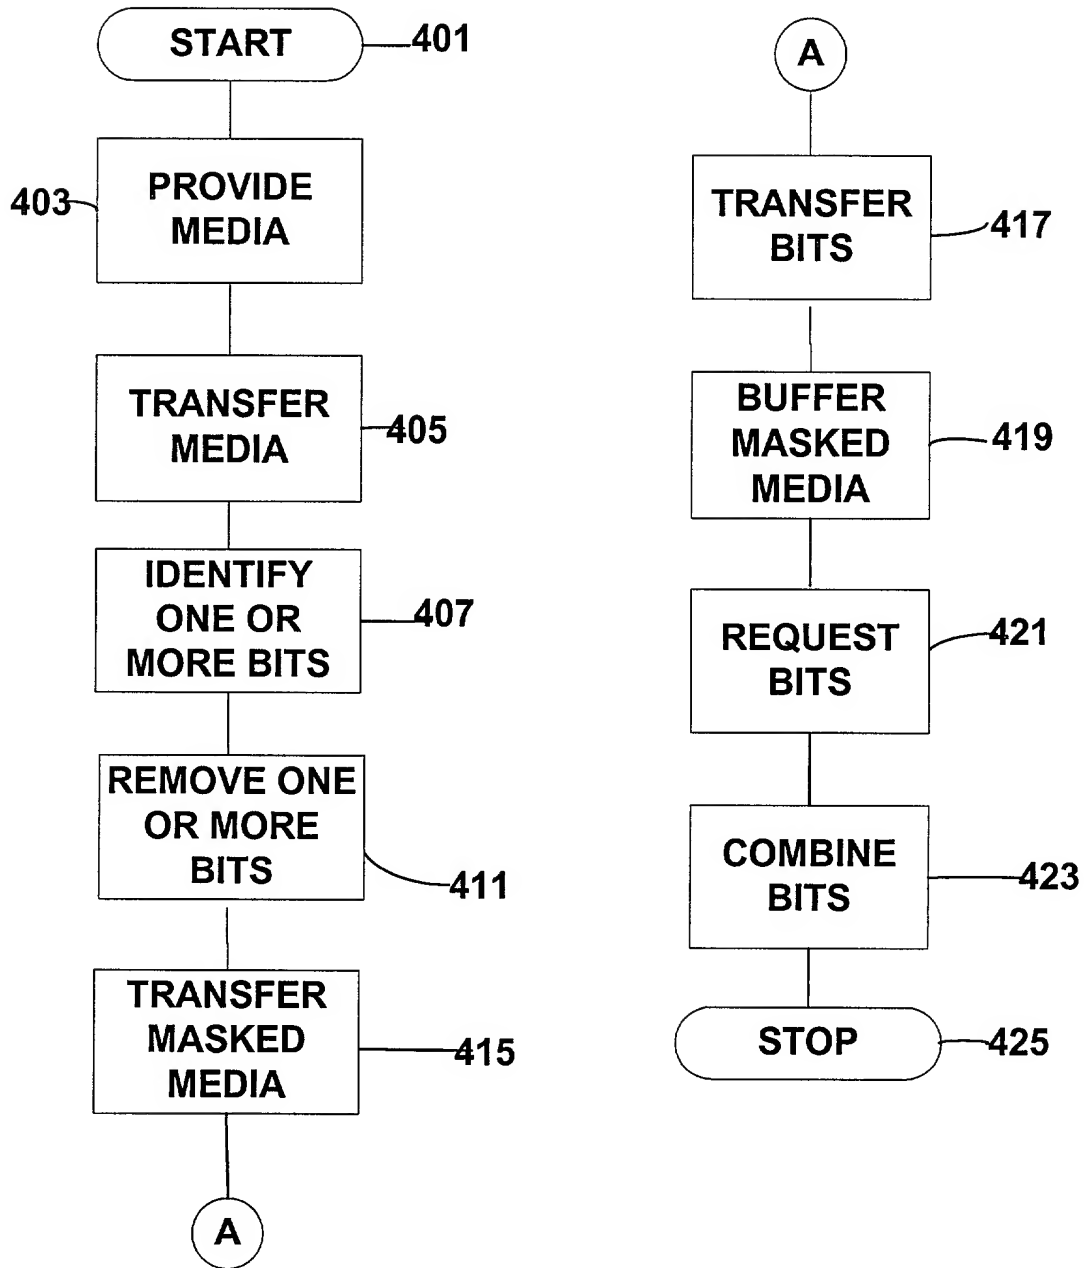 START
401
PROVIDE
MEDIA
403
TRANSFER
MEDIA
405
IDENTIFY
ONE OR
MORE BITS
407
REMOVE ONE
OR MORE
BITS
411
TRANSFER
MASKED
MEDIA
415
A
A
TRANSFER
BITS
417
BUFFER
MASKED
MEDIA
419
REQUEST
BITS
421
COMBINE
BITS
423
STOP
425